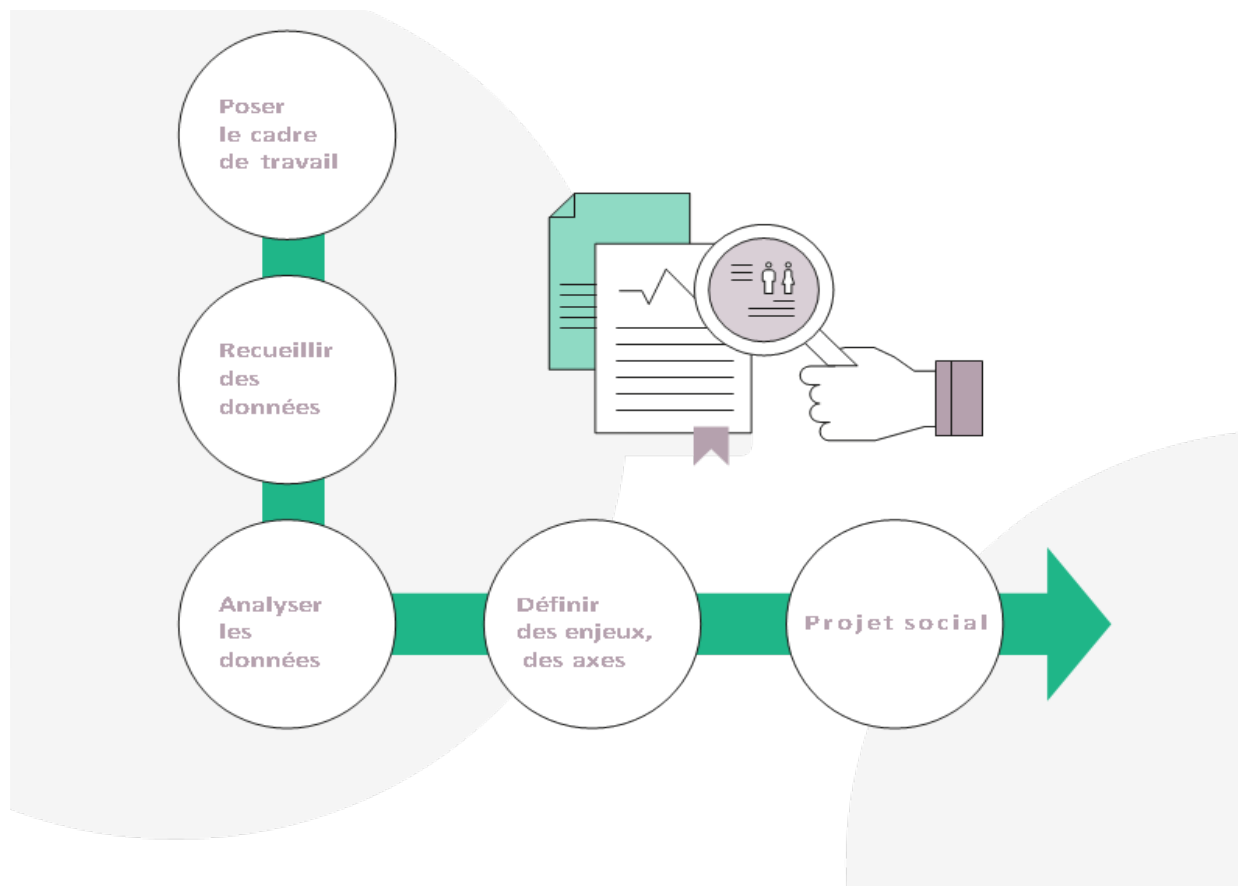 Poser
le cadre
de travail
Recueillir
des
données
Analyser
les
données
Définir
des enjeux,
des axes
Projet social